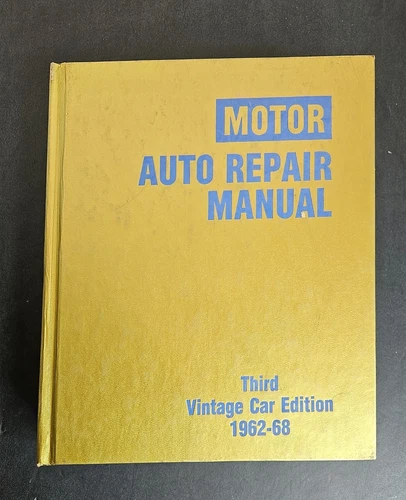 MOTOR
AUTO REPAIR
MANUAL
Third
Vintage Car Edition
1962-68